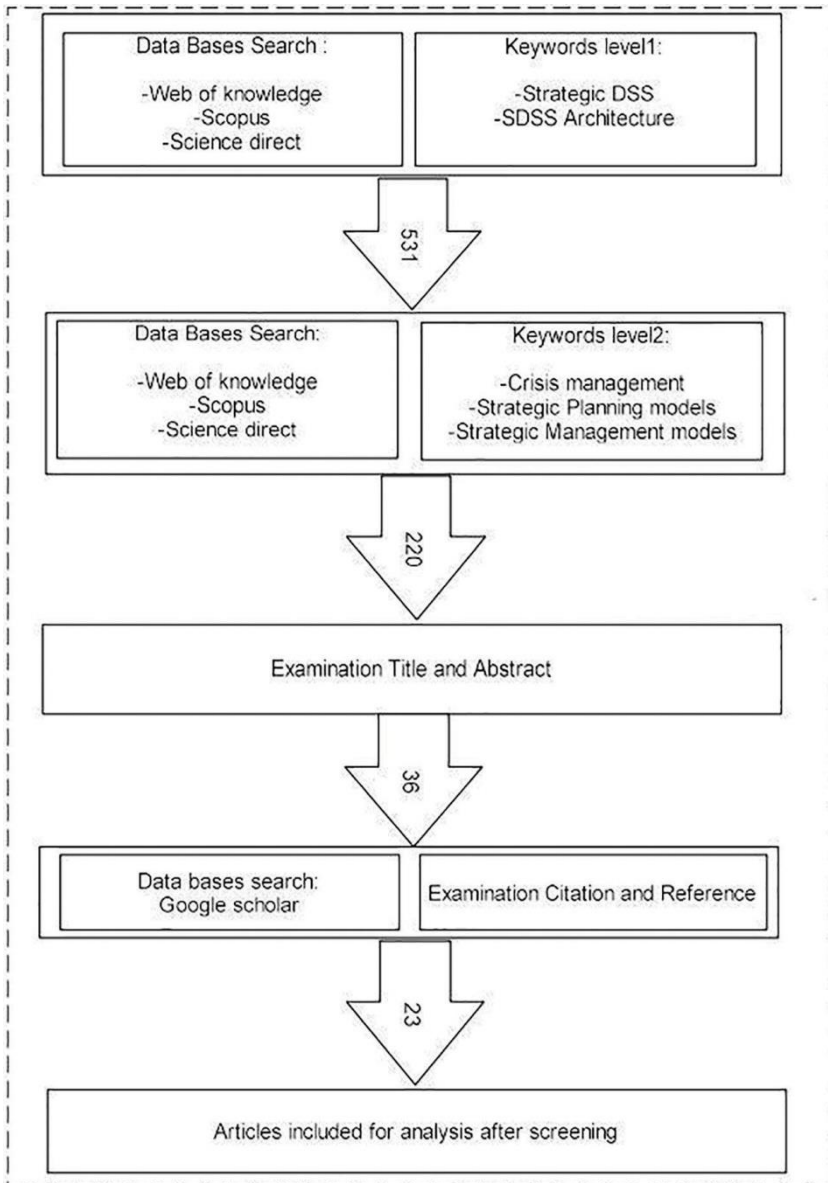 Data Bases Search :
-Web of knowledge
-Scopus
-Science direct
Keywords level1:
-Strategic DSS
-SDSS Architecture
531
Data Bases Search:
-Web of knowledge
-Scopus
-Science direct
Keywords level2:
-Crisis management
-Strategic Planning models
-Strategic Management models
220
Examination Title and Abstract
36
Data bases search:
Google scholar
Examination Citation and Reference
23
Articles included for analysis after screening